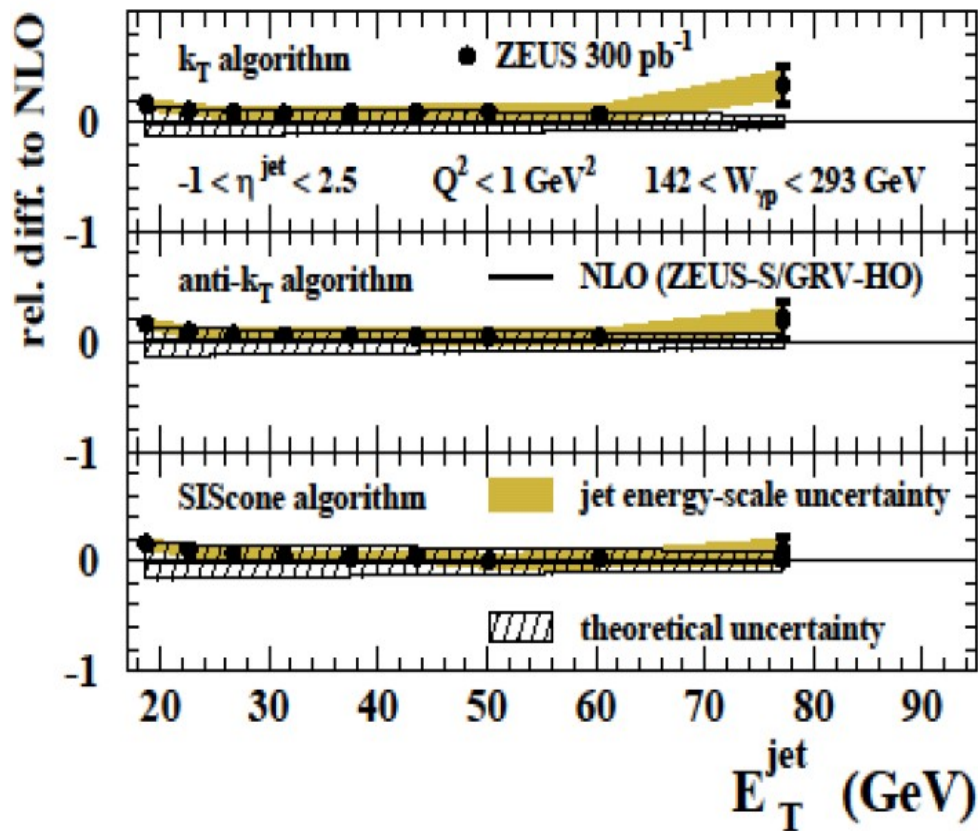 rel. diff. to NLO
k_T algorithm ● ZEUS 300 pb^-1
0
-1 < η^jet < 2.5 Q^2 < 1 GeV^2 142 < W_γp < 293 GeV
-1
anti-k_T algorithm NLO (ZEUS-S/GRV-HO)
0
-1
SIScone algorithm jet energy-scale uncertainty
0
theoretical uncertainty
-1
20 30 40 50 60 70 80 90
E_T^jet (GeV)